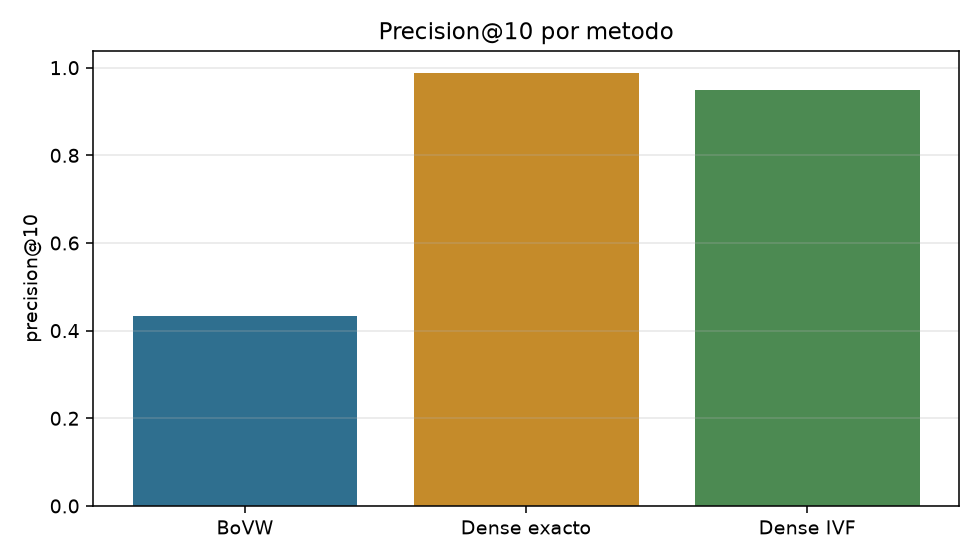 Precision@10 por metodo
precision@10
1.0
0.8
0.6
0.4
0.2
0.0
BoVW
Dense exacto
Dense IVF